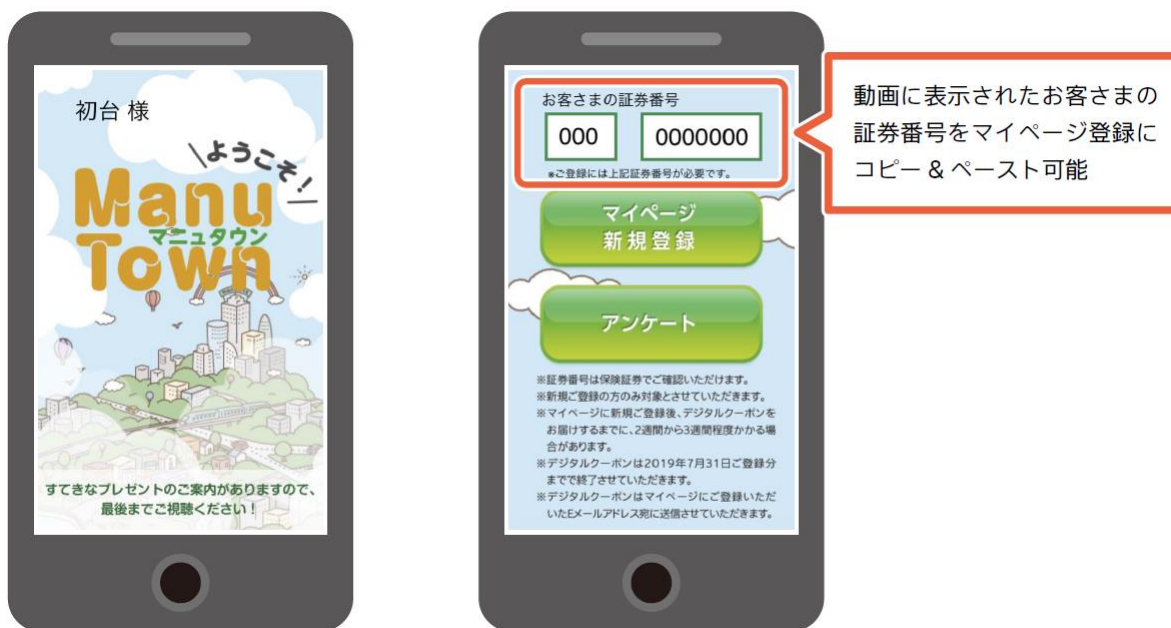 初台 様
\ようこそ!/
Manu
マニュタウン
Town
すてきなプレゼントのご案内がありますので、
最後までご視聴ください！
お客さまの証券番号
000 0000000
※ご登録には上記証券番号が必要です。
マイページ
新規登録
アンケート
※証券番号は保険証券でご確認いただけます。
※新規ご登録の方のみ対象とさせていただきます。
※マイページに新規ご登録後、デジタルクーポンを
お届けするまでに、2週間から3週間程度かかる場
合があります。
※デジタルクーポンは2019年7月31日ご登録分
までで終了させていただきます。
※デジタルクーポンはマイページにご登録いただ
いたEメールアドレス宛に送信させていただきます。
動画に表示されたお客さまの
証券番号をマイページ登録に
コピー & ペースト可能